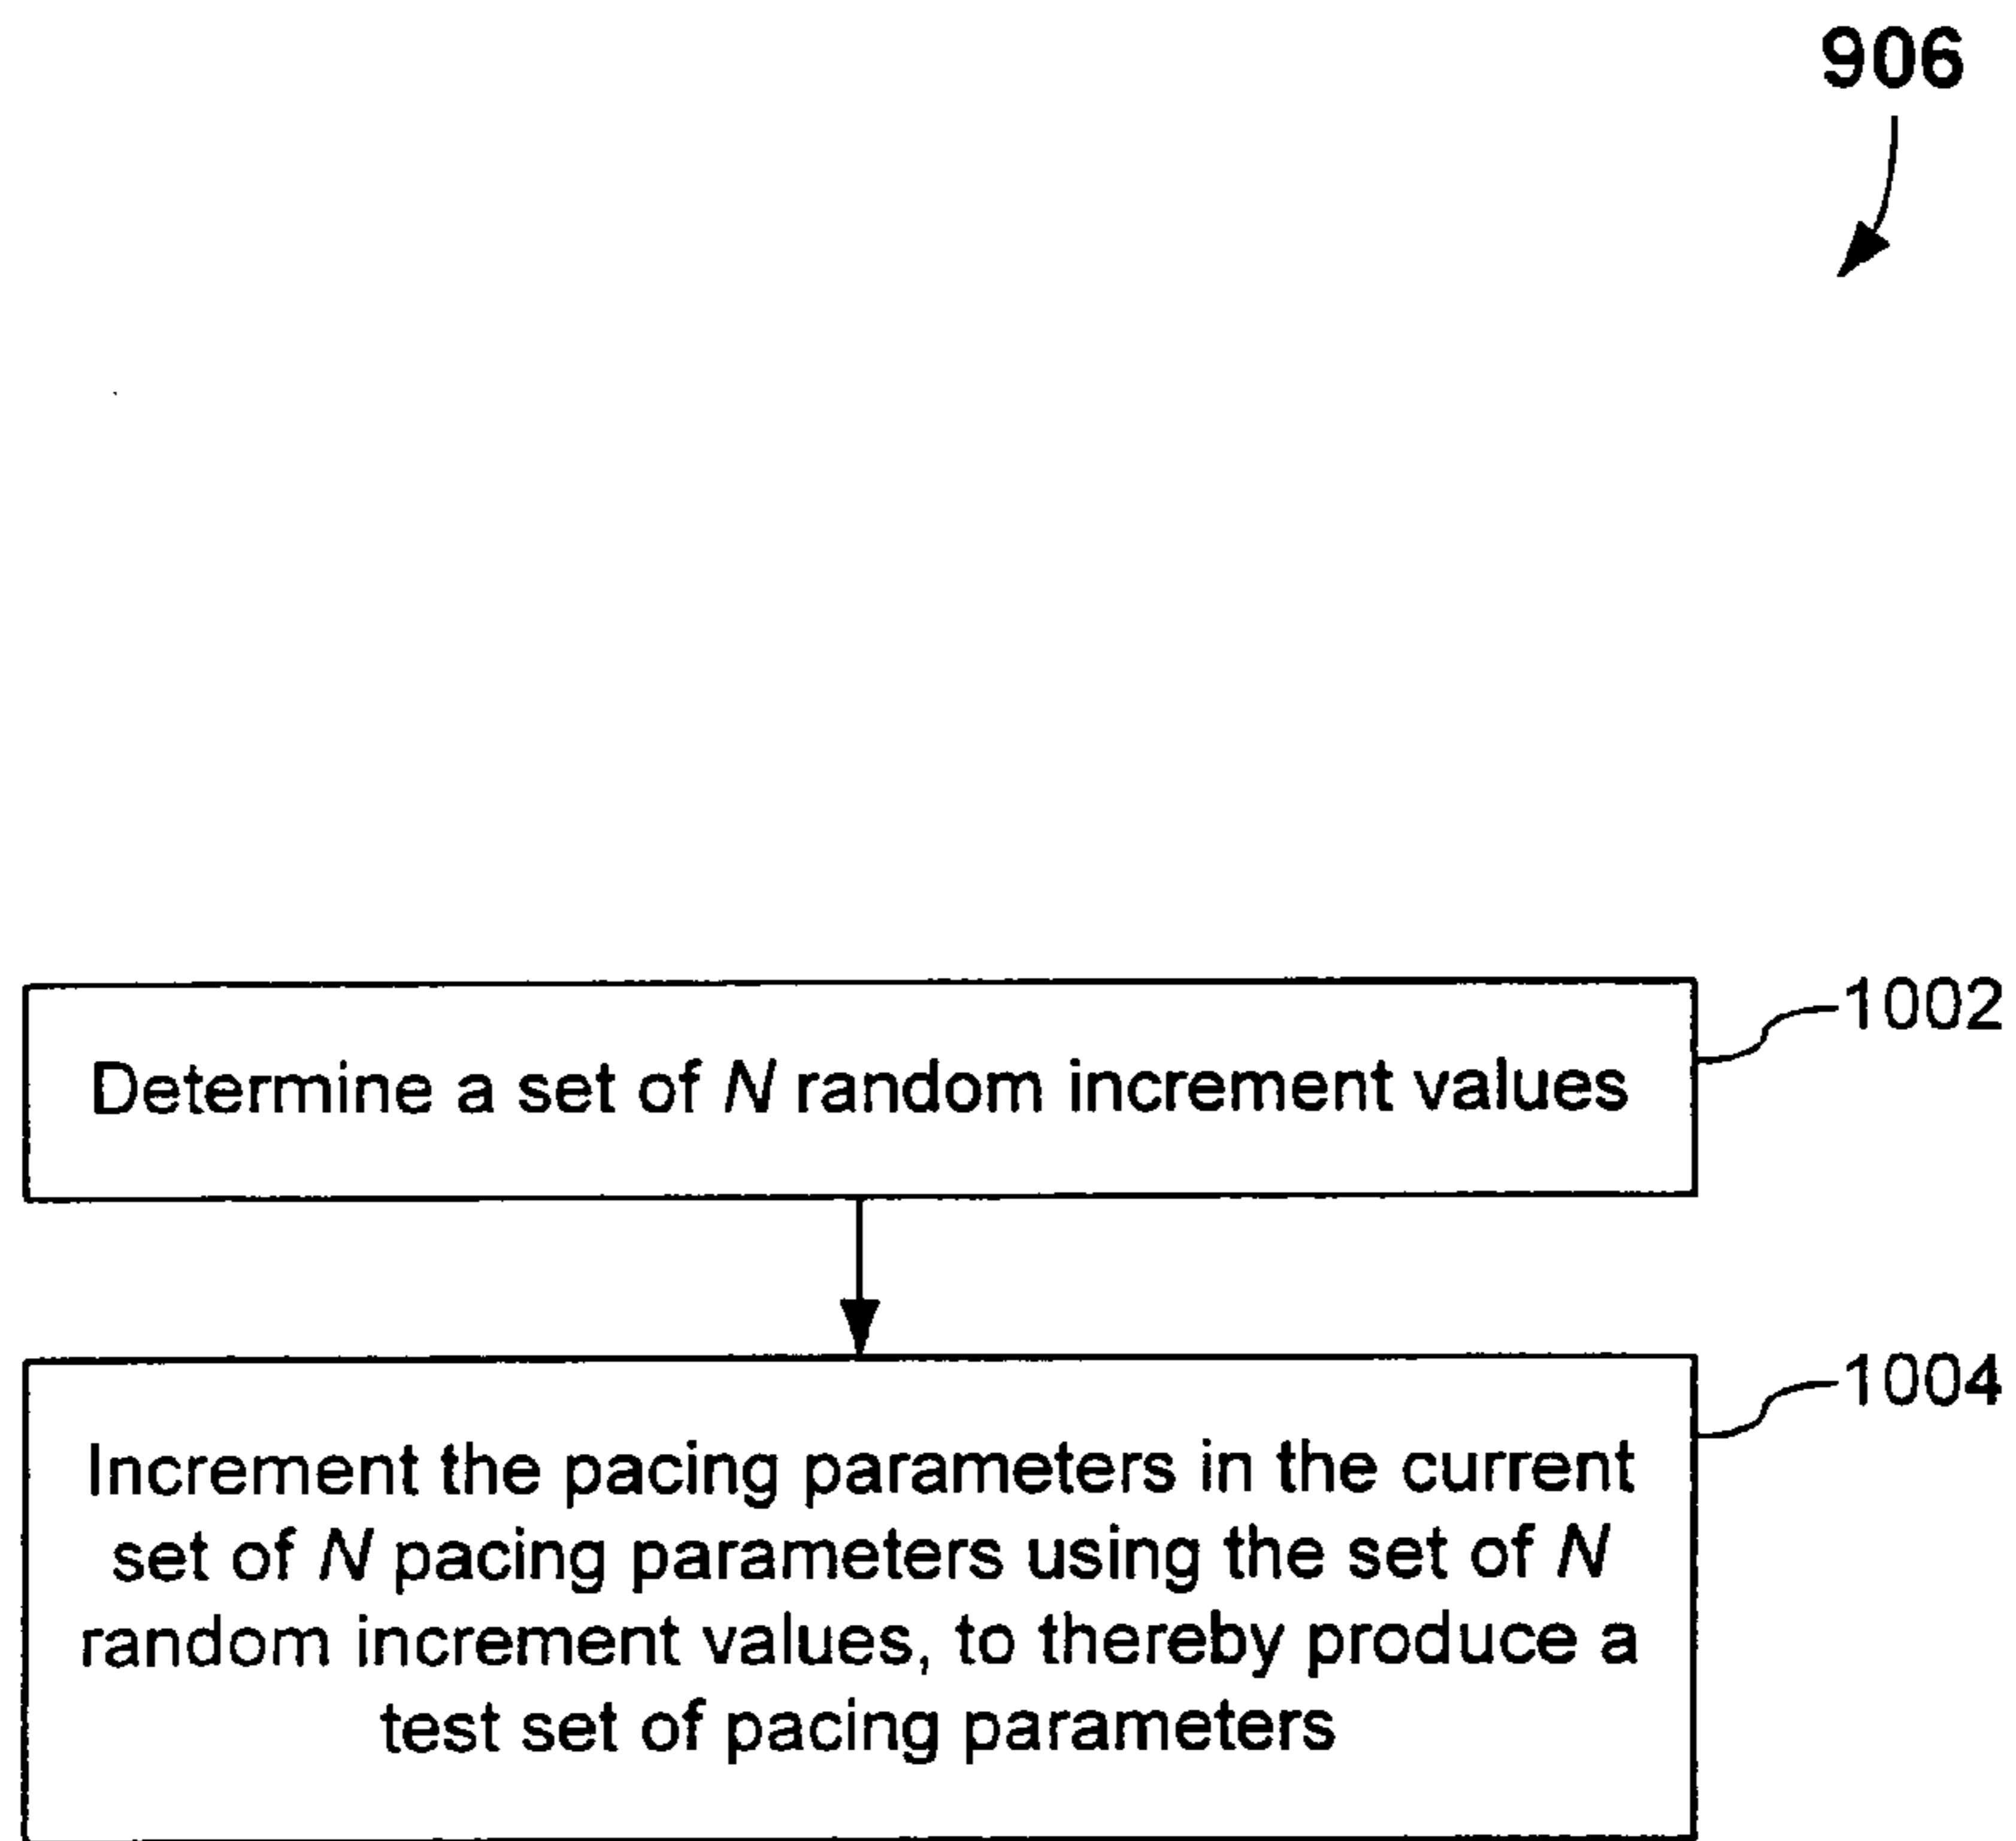 906
Determine a set of N random increment values
1002
Increment the pacing parameters in the current
set of N pacing parameters using the set of N
random increment values, to thereby produce a
test set of pacing parameters
1004